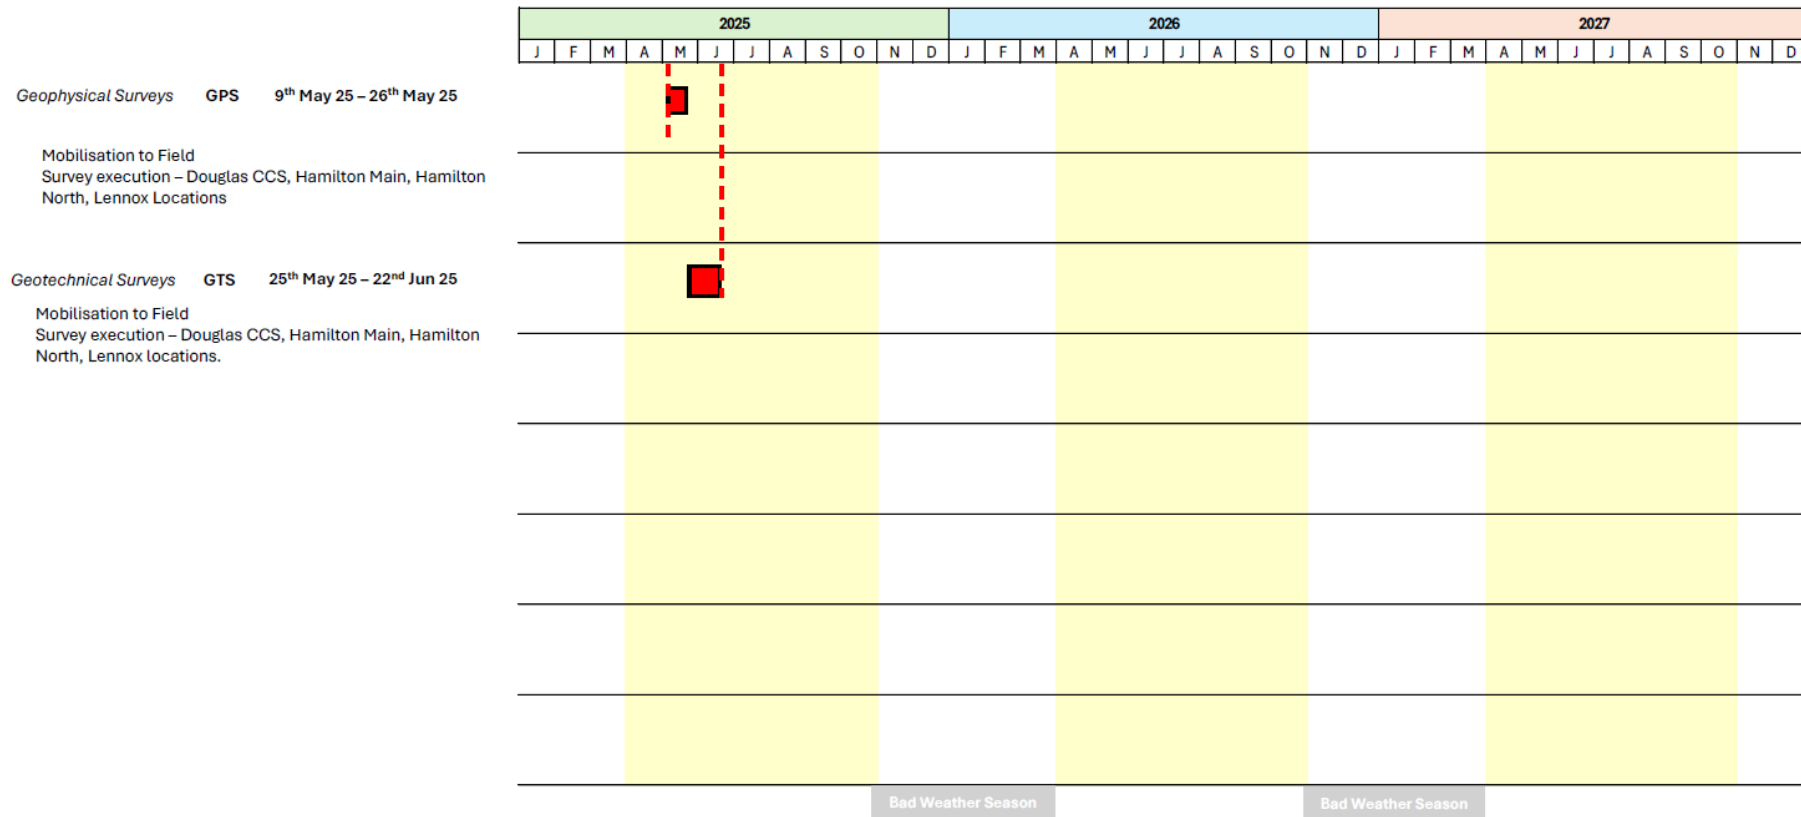 2025 2026 2027
J F M A M J J A S O N D J F M A M J J A S O N D J F M A M J J A S O N D
Geophysical Surveys GPS 9th May 25 – 26th May 25
Mobilisation to Field
Survey execution – Douglas CCS, Hamilton Main, Hamilton
North, Lennox Locations
Geotechnical Surveys GTS 25th May 25 – 22nd Jun 25
Mobilisation to Field
Survey execution – Douglas CCS, Hamilton Main, Hamilton
North, Lennox locations.
Bad Weather Season Bad Weather Season